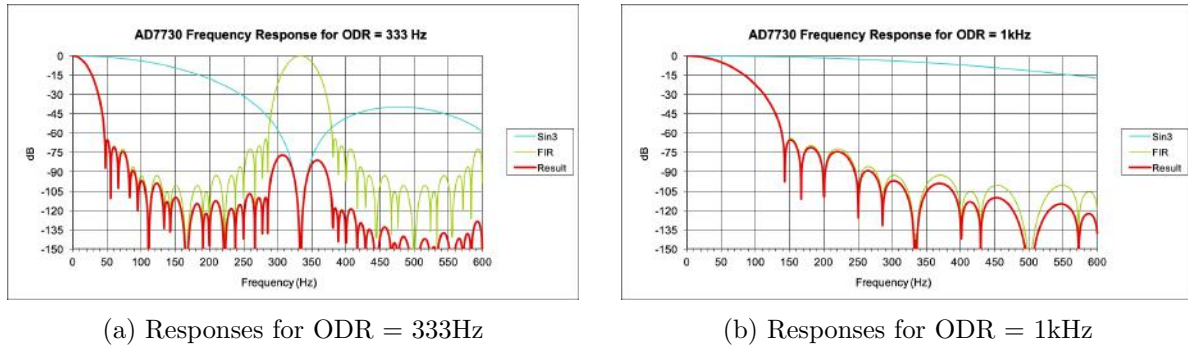 AD7730 Frequency Response for ODR = 333 Hz
0
-15
-30
-45
-60
-75
-90
-105
-120
-135
-150
dB
0 50 100 150 200 250 300 350 400 450 500 550 600
Frequency (Hz)
Sin3
FIR
Result
(a) Responses for ODR = 333Hz
AD7730 Frequency Response for ODR = 1kHz
0
-15
-30
-45
-60
-75
-90
-105
-120
-135
-150
dB
0 50 100 150 200 250 300 350 400 450 500 550 600
Frequency (Hz)
Sin3
FIR
Result
(b) Responses for ODR = 1kHz